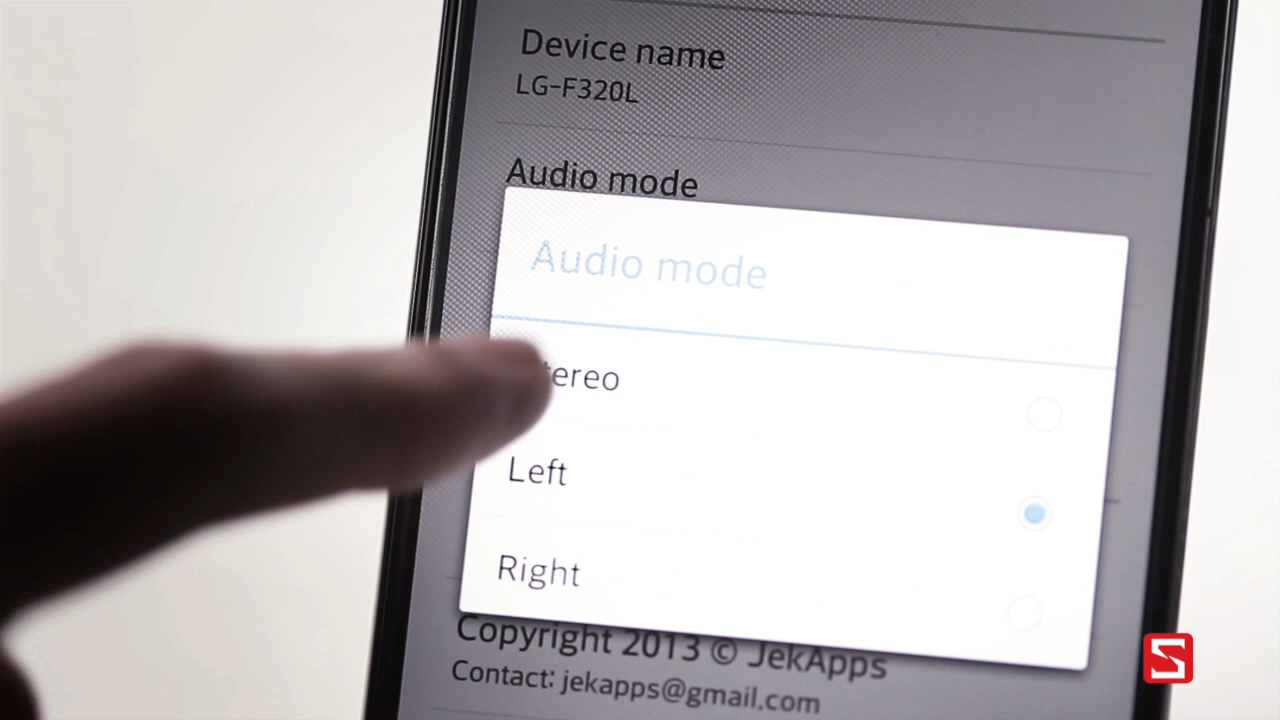 Device name
LG-F320L
Audio mode
Audio mode
tereo
Left
Right
Copyright 2013 © JekApps
Contact: jekapps@gmail.com